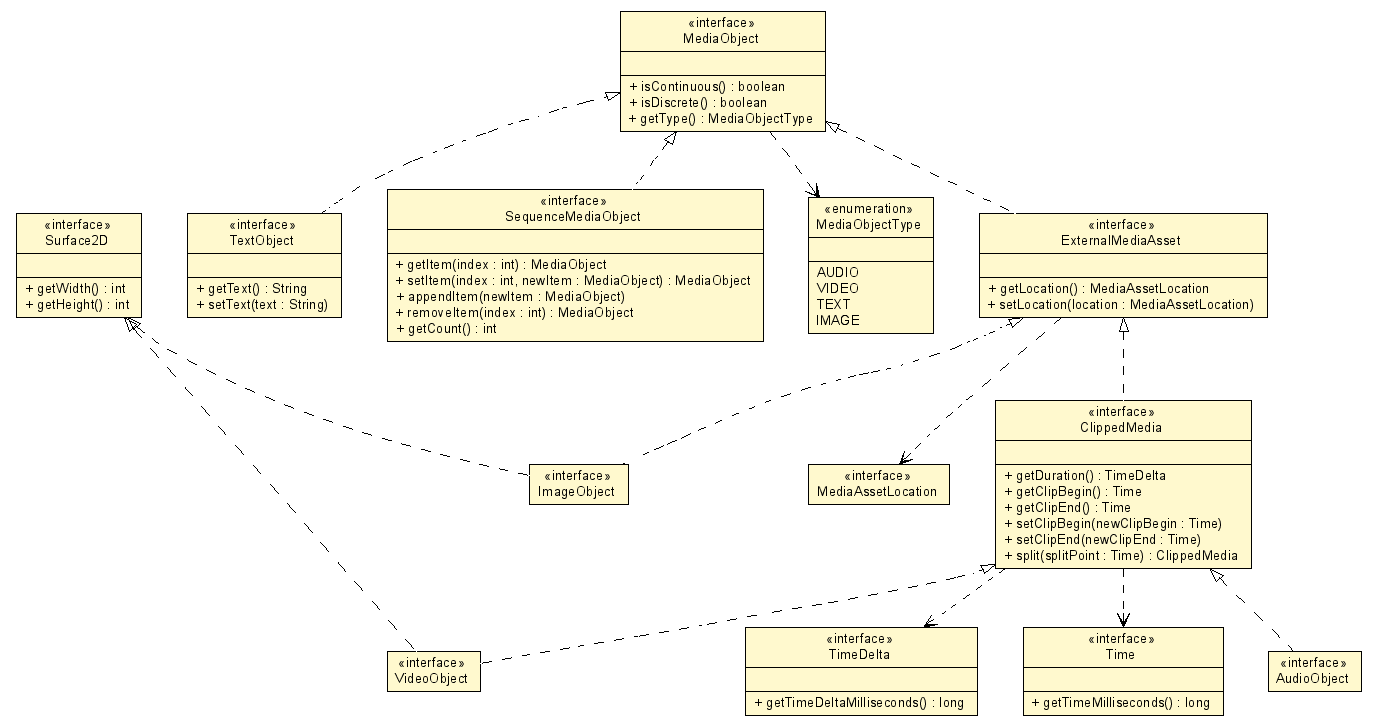 «interface»
MediaObject
+ isContinuous() : boolean
+ isDiscrete() : boolean
+ getType() : MediaObjectType
«interface»
Surface2D
+ getWidth() : int
+ getHeight() : int
«interface»
TextObject
+ getText() : String
+ setText(text : String)
«interface»
SequenceMediaObject
+ getItem(index : int) : MediaObject
+ setItem(index : int, newItem : MediaObject) : MediaObject
+ appendItem(newItem : MediaObject)
+ removeItem(index : int) : MediaObject
+ getCount() : int
«enumeration»
MediaObjectType
AUDIO
VIDEO
TEXT
IMAGE
«interface»
ExternalMediaAsset
+ getLocation() : MediaAssetLocation
+ setLocation(location : MediaAssetLocation)
«interface»
ImageObject
«interface»
MediaAssetLocation
«interface»
ClippedMedia
+ getDuration() : TimeDelta
+ getClipBegin() : Time
+ getClipEnd() : Time
+ setClipBegin(newClipBegin : Time)
+ setClipEnd(newClipEnd : Time)
+ split(splitPoint : Time) : ClippedMedia
«interface»
VideoObject
«interface»
TimeDelta
+ getTimeDeltaMilliseconds() : long
«interface»
Time
+ getTimeMilliseconds() : long
«interface»
AudioObject